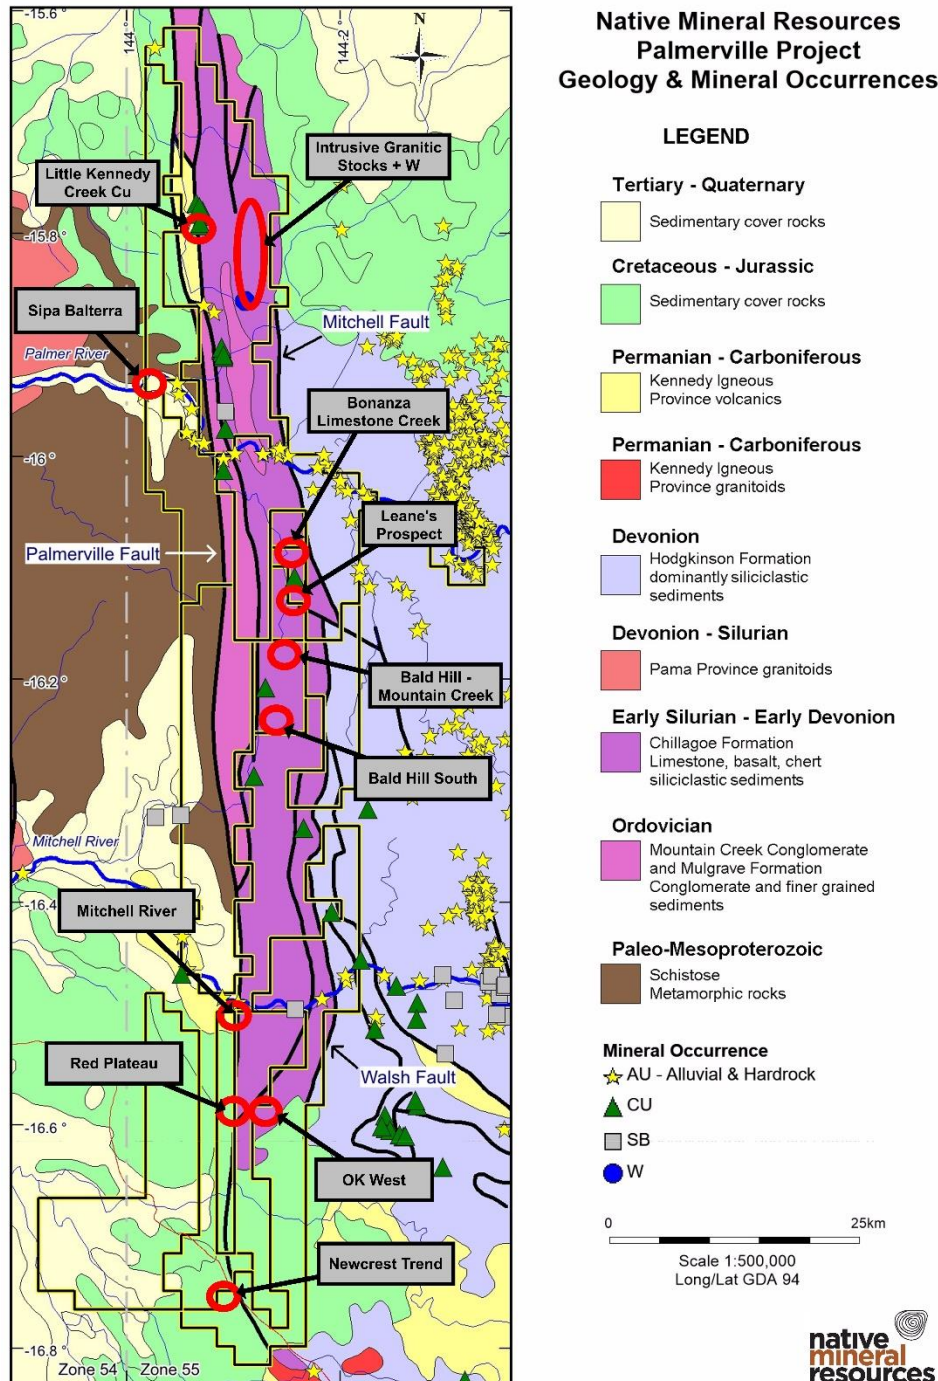 Native Mineral Resources
Palmerville Project
Geology & Mineral Occurrences
LEGEND
Tertiary - Quaternary
Sedimentary cover rocks
Cretaceous - Jurassic
Sedimentary cover rocks
Permanian - Carboniferous
Kennedy Igneous
Province volcanics
Permanian - Carboniferous
Kennedy Igneous
Province granitoids
Devonion
Hodgkinson Formation
dominantly siliciclastic
sediments
Devonion - Silurian
Pama Province granitoids
Early Silurian - Early Devonion
Chillagoe Formation
Limestone, basalt, chert
siliciclastic sediments
Ordovician
Mountain Creek Conglomerate
and Mulgrave Formation
Conglomerate and finer grained
sediments
Paleo-Mesoproterozoic
Schistose
Metamorphic rocks
Mineral Occurrence
AU - Alluvial & Hardrock
CU
SB
W
0 25km
Scale 1:500,000
Long/Lat GDA 94
native
mineral
resources
-15.6°
144°
144.2°
N
Intrusive Granitic
Stocks + W
Little Kennedy
Creek Cu
-15.8°
Sipa Balterra
Mitchell Fault
Palmer River
Bonanza
Limestone Creek
-16°
Leane's
Prospect
Palmerville Fault
-16.2°
Bald Hill -
Mountain Creek
Bald Hill South
Mitchell River
-16.4°
Mitchell River
Red Plateau
Walsh Fault
-16.6°
OK West
Newcrest Trend
-16.8°
Zone 54
Zone 55